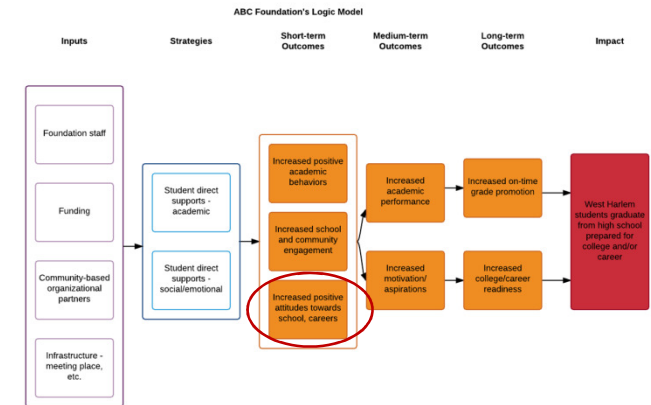 ABC Foundation's Logic Model
Inputs
Strategies
Short-term
Outcomes
Medium-term
Outcomes
Long-term
Outcomes
Impact
Foundation staff
Funding
Community-based
organizational
partners
Infrastructure -
meeting place,
etc.
Student direct
supports -
academic
Student direct
supports -
social/emotional
Increased positive
academic
behaviors
Increased school
and community
engagement
Increased positive
attitudes towards
school, careers
Increased
academic
performance
Increased
motivation/
aspirations
Increased on-time
grade promotion
Increased
college/career
readiness
West Harlem
students graduate
from high school
prepared for
college and/or
career